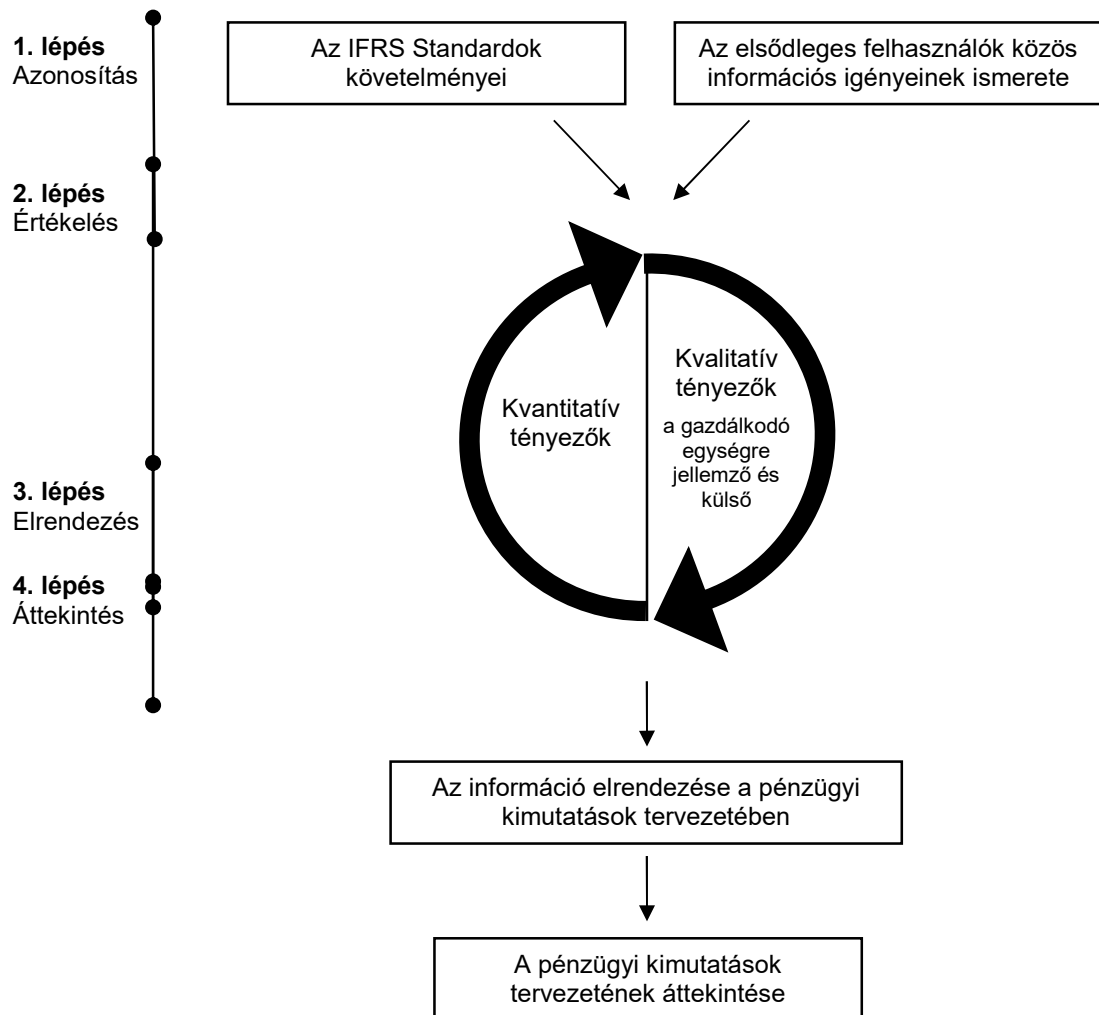 1. lépés
Azonosítás
Az IFRS Standardok
követelményei
Az elsődleges felhasználók közös
információs igényeinek ismerete
2. lépés
Értékelés
Kvantitatív
tényezők
Kvalitatív
tényezők
a gazdálkodó
egységre
jellemző és
külső
3. lépés
Elrendezés
4. lépés
Áttekintés
Az információ elrendezése a pénzügyi
kimutatások tervezetében
A pénzügyi kimutatások
tervezetének áttekintése